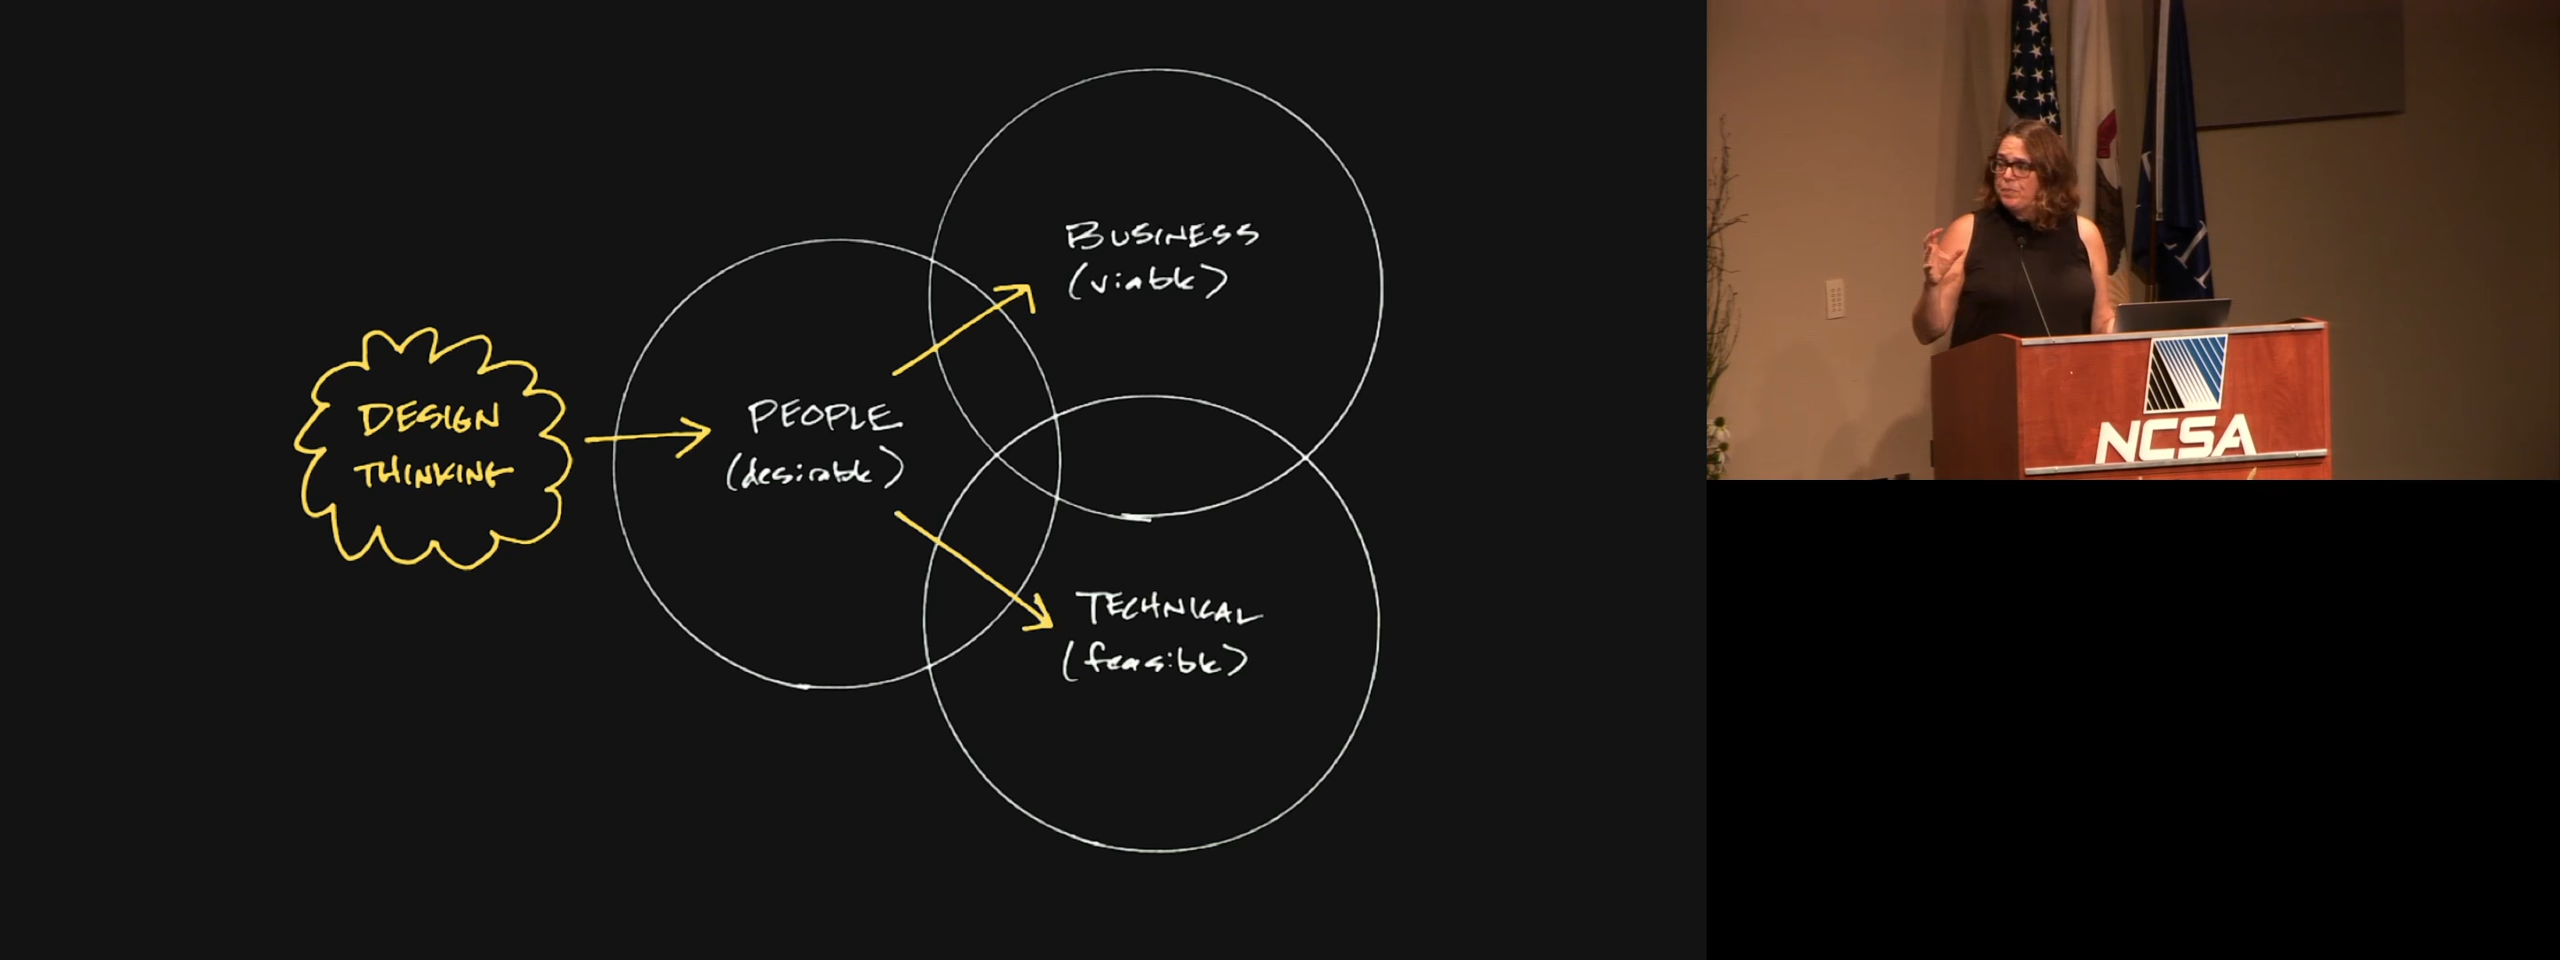 DESIGN
THINKING
PEOPLE
(desirable)
BUSINESS
(viable)
TECHNICAL
(feasible)
NCSA